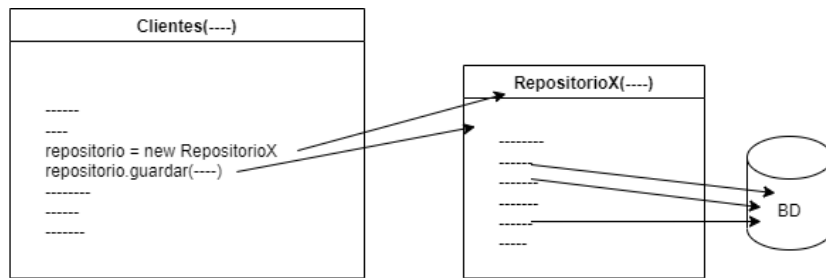 Clientes(----)
------
----
repositorio = new RepositorioX
repositorio.guardar(----)
--------
------
-------
RepositorioX(----)
--------
------
-------
-------
------
-----
BD